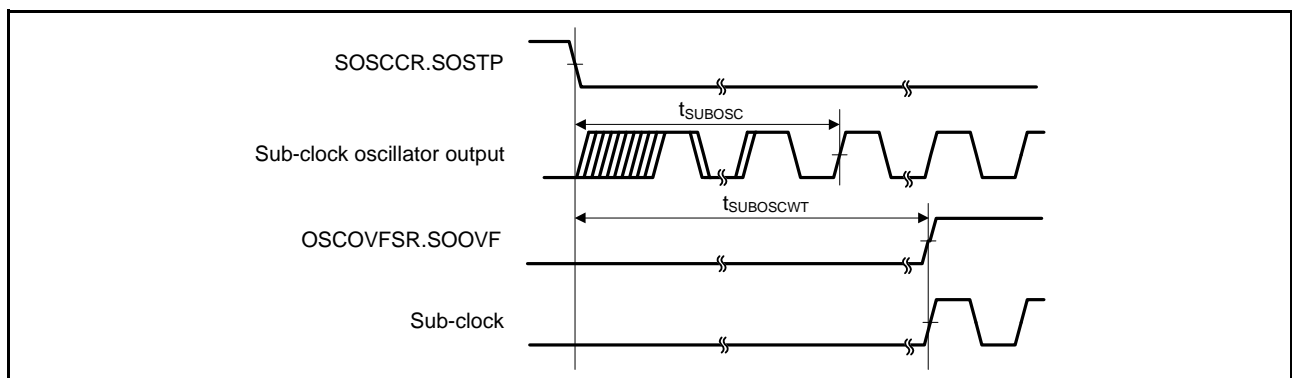 SOSCCR.SOSTP
tSUBOSC
Sub-clock oscillator output
tSUBOSCWT
OSCOVFSR.SOOVF
Sub-clock